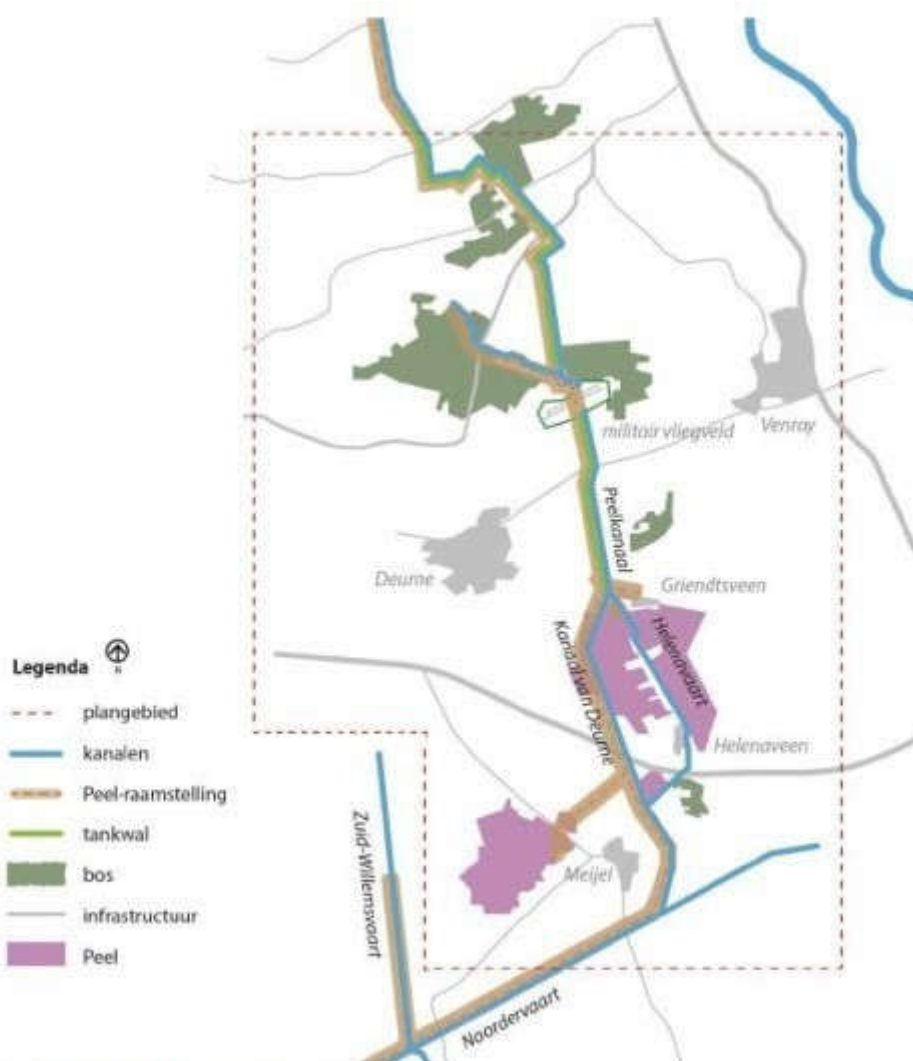 militair vliegveld
Venray
Peelkanaal
Deurne
Griendtsveen
Helenavaart
Kanaal van Deurne
Helenaveen
Legenda
N
plangebied
kanalen
Peel-raamstelling
tankwal
bos
infrastructuur
Peel
Zuid-Willemsvaart
Meijel
Noordervaart